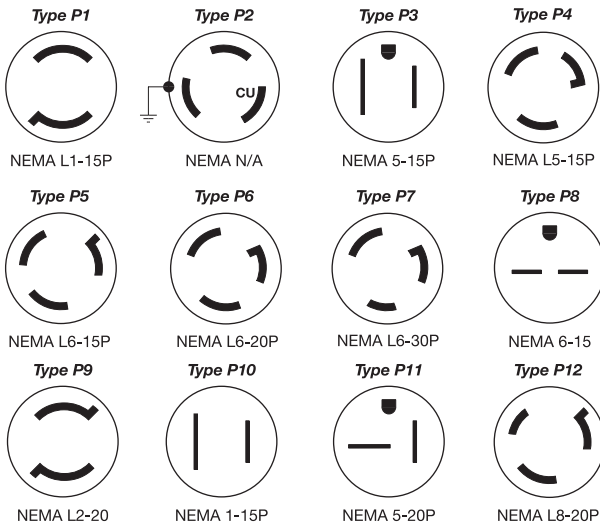 Type P1 Type P2 Type P3 Type P4
CU
NEMA L1-15P NEMA N/A NEMA 5-15P NEMA L5-15P
Type P5 Type P6 Type P7 Type P8
NEMA L6-15P NEMA L6-20P NEMA L6-30P NEMA 6-15
Type P9 Type P10 Type P11 Type P12
NEMA L2-20 NEMA 1-15P NEMA 5-20P NEMA L8-20P